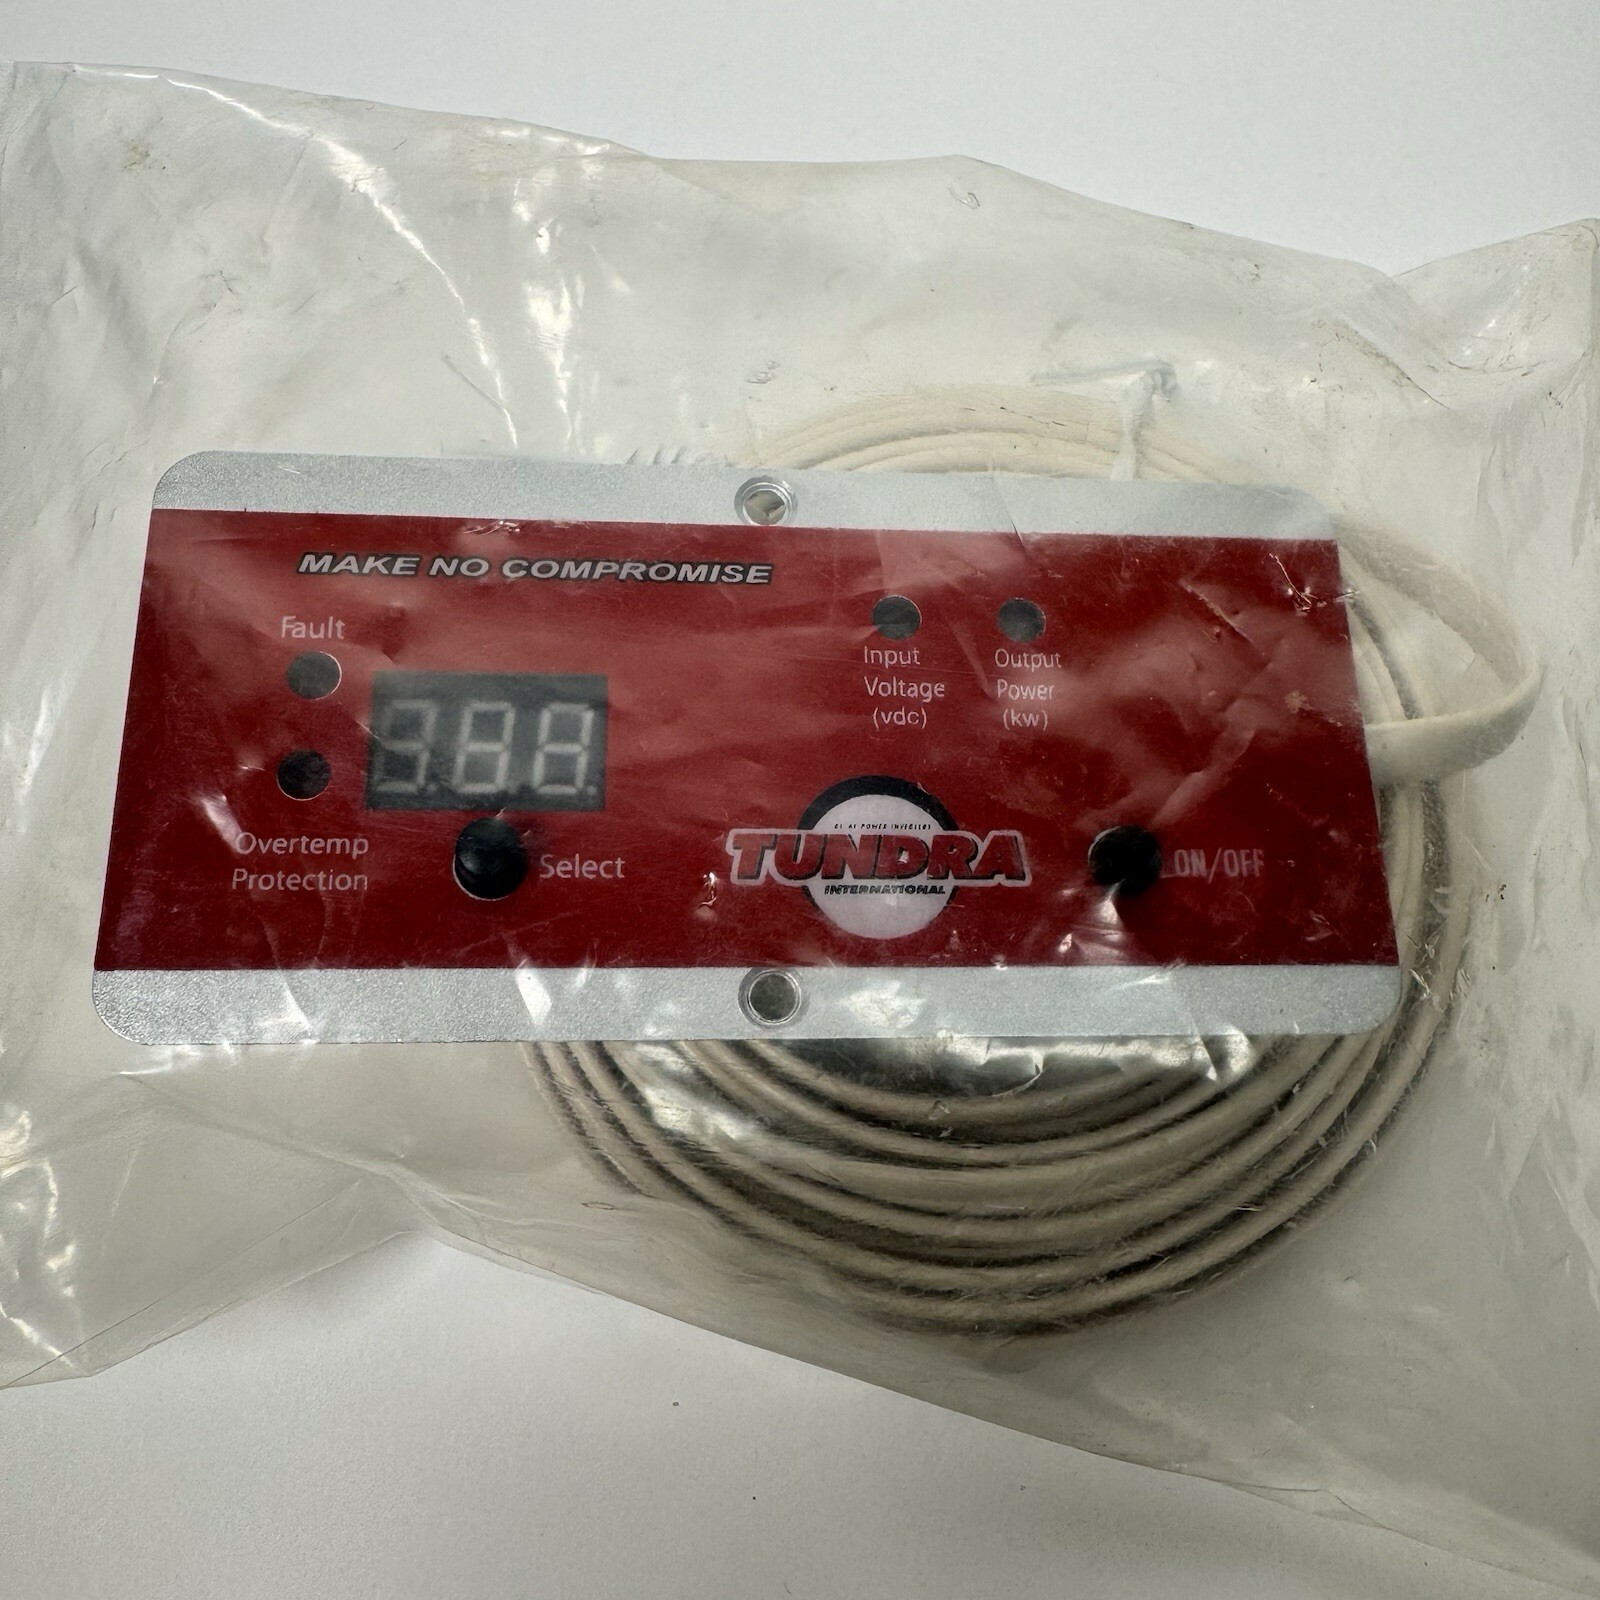 MAKE NO COMPROMISE
Fault
Input
Voltage
(vdc)
Output
Power
(kw)
Overtemp
Protection
Select
TUNDRA
INTERNATIONAL
ON/OFF